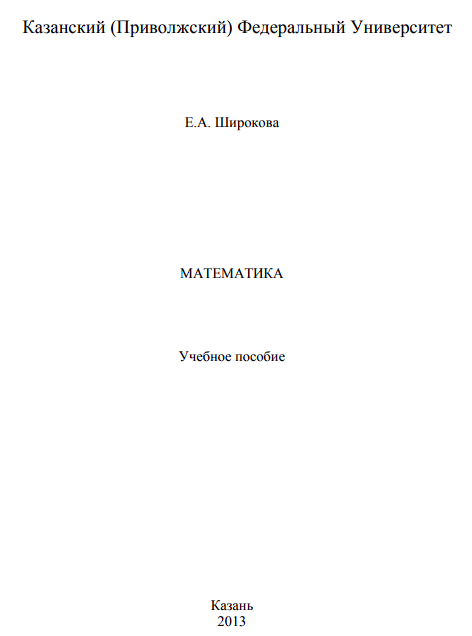 Казанский (Приволжский) Федеральный Университет
Е.А. Широкова
МАТЕМАТИКА
Учебное пособие
Казань
2013